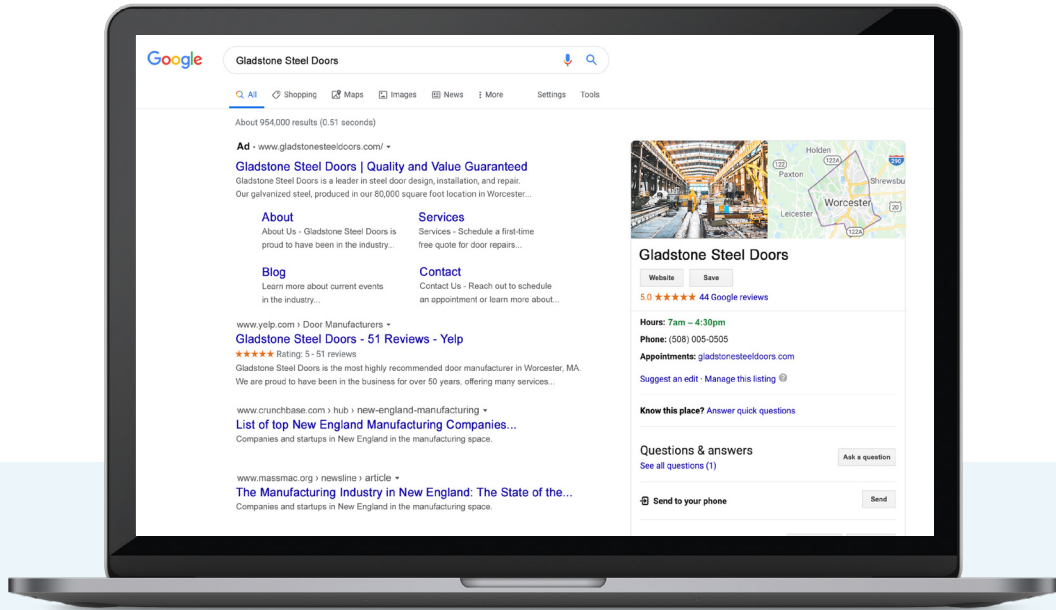 Google
Gladstone Steel Doors
All
Shopping
Maps
Images
News
More
Settings
Tools
About 954,000 results (0.51 seconds)
Ad · www.gladstonesteeldoors.com/
Gladstone Steel Doors | Quality and Value Guaranteed
Gladstone Steel Doors is a leader in steel door design, installation, and repair.
Our galvanized steel, produced in our 80,000 square foot location in Worcester...
About
About Us - Gladstone Steel Doors is
proud to have been in the industry...
Services
Services - Schedule a first-time
free quote for door repairs...
Blog
Learn more about current events
in the industry...
Contact
Contact Us - Reach out to schedule
an appointment or learn more about...
www.yelp.com › Door Manufacturers
Gladstone Steel Doors - 51 Reviews - Yelp
★★★★★ Rating: 5 - 51 reviews
Gladstone Steel Doors is the most highly recommended door manufacturer in Worcester, MA.
We are proud to have been in the business for over 50 years, offering many services...
www.crunchbase.com › hub › new-england-manufacturing
List of top New England Manufacturing Companies...
Companies and startups in New England in the manufacturing space.
www.massmac.org › newsline › article
The Manufacturing Industry in New England: The State of the...
Companies and startups in New England in the manufacturing space.
Holden
122
122A
290
Paxton
Shrewsbu
Worcester
20
Leicester
122A
Gladstone Steel Doors
Website
Save
5.0 ★★★★★ 44 Google reviews
Hours: 7am – 4:30pm
Phone: (508) 005-0505
Appointments: gladstonesteeldoors.com
Suggest an edit · Manage this listing ?
Know this place? Answer quick questions
Questions & answers
See all questions (1)
Ask a question
Send to your phone
Send